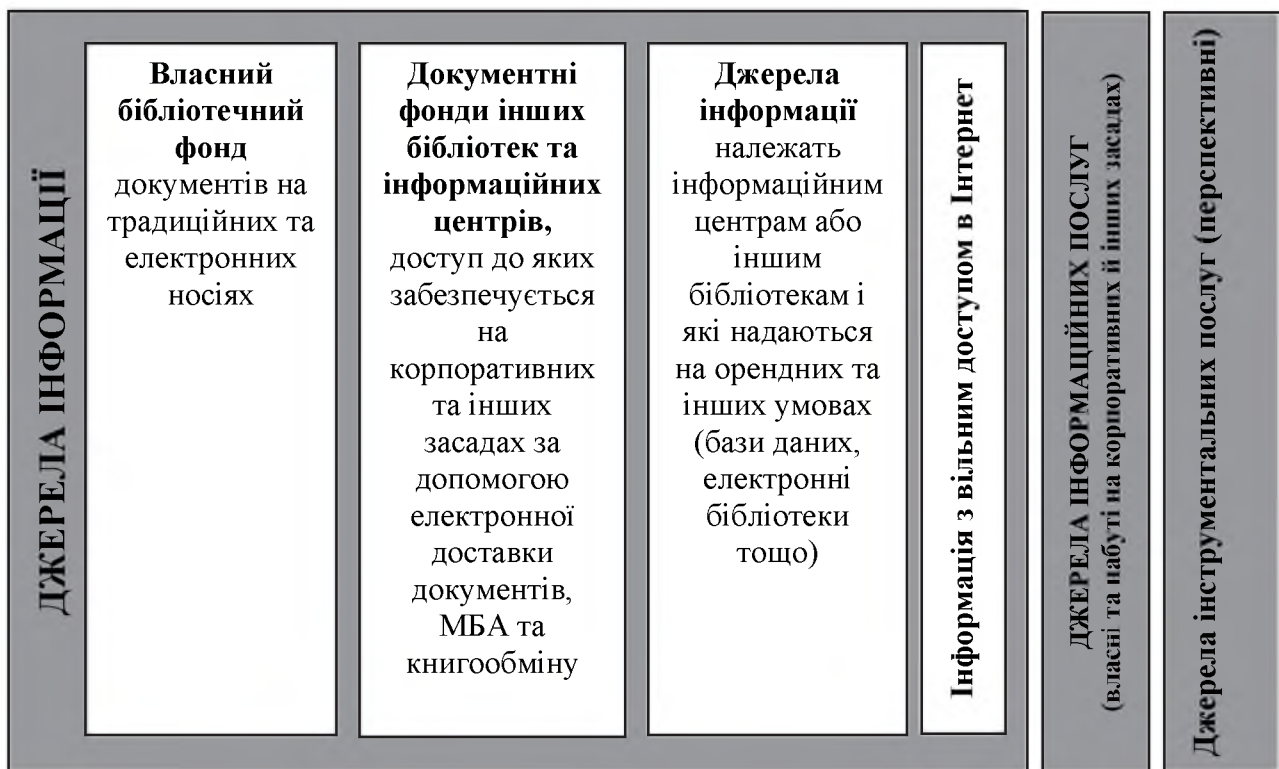 ДЖЕРЕЛА ІНФОРМАЦІЇ
Власний
бібліотечний
фонд
документів на
традиційних та
електронних
носіях
Документні
фонди інших
бібліотек та
інформаційних
центрів,
доступ до яких
забезпечується
на
корпоративних
та інших
засадах за
допомогою
електронної
доставки
документів,
МБА та
книгообміну
Джерела
інформації
належать
інформаційним
центрам або
іншим
бібліотекам і
які надаються
на орендних та
інших умовах
(бази даних,
електронні
бібліотеки
тощо)
Інформація з вільним доступом в Інтернет
ДЖЕРЕЛА ІНФОРМАЦІЙНИХ ПОСЛУГ
(власні та набуті на корпоративних й інших засадах)
Джерела інструментальних послуг (перспективні)